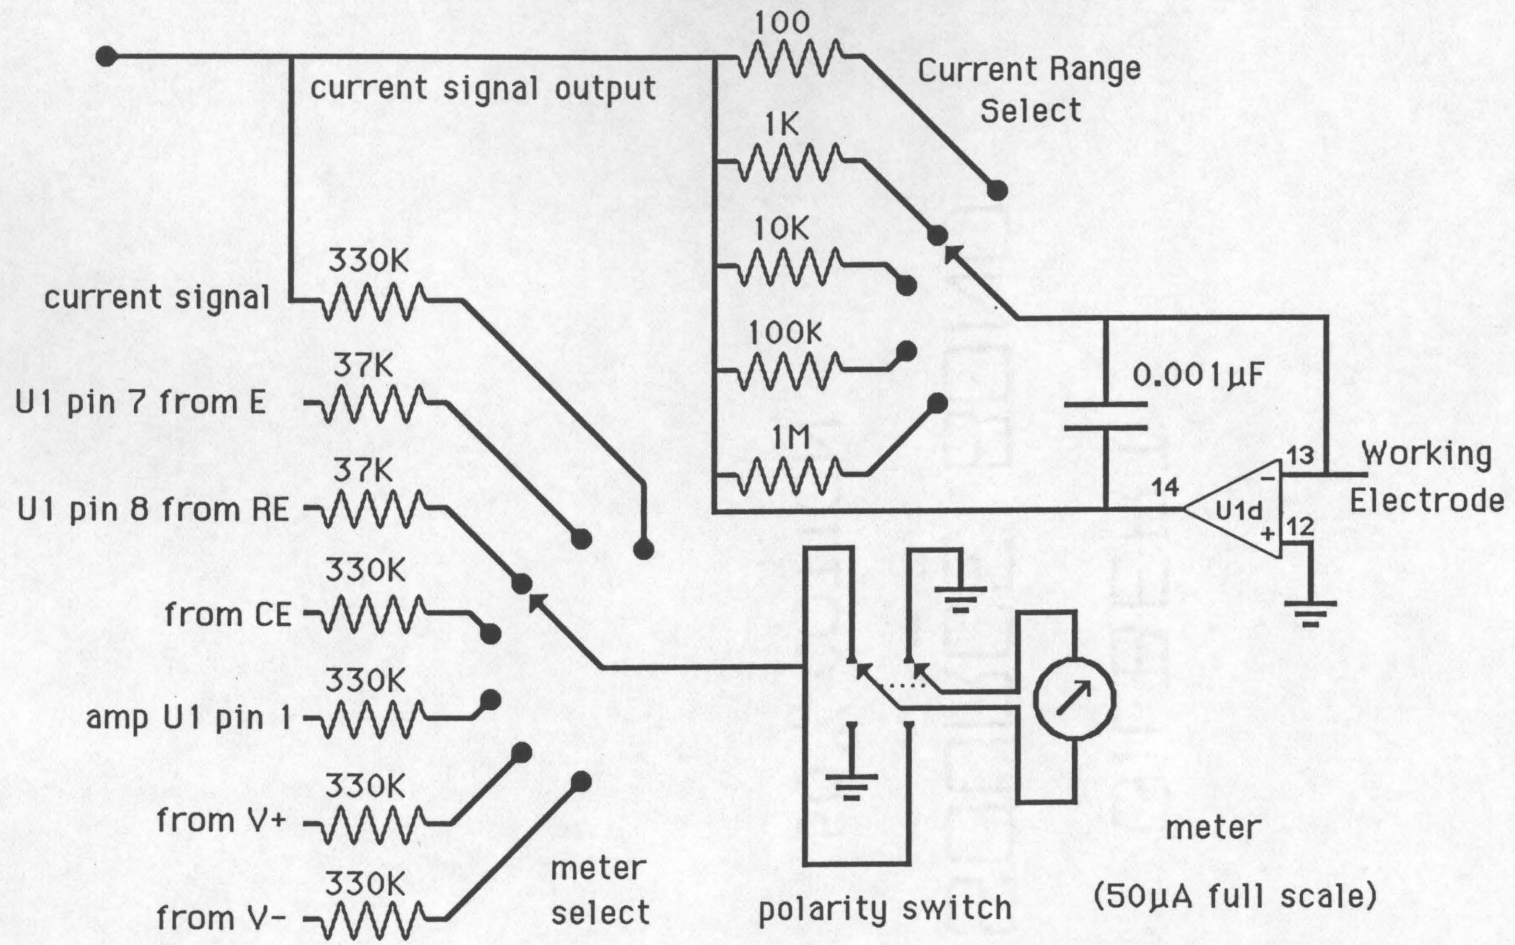 100
Current Range
Select
current signal output
1K
10K
330K
current signal
100K
37K
0.001µF
U1 pin 7 from E
1M
37K
13
Working
Electrode
14
−
U1d
12
+
U1 pin 8 from RE
330K
from CE
330K
amp U1 pin 1
330K
from V+
meter
330K
meter
select
from V-
polarity switch
(50µA full scale)